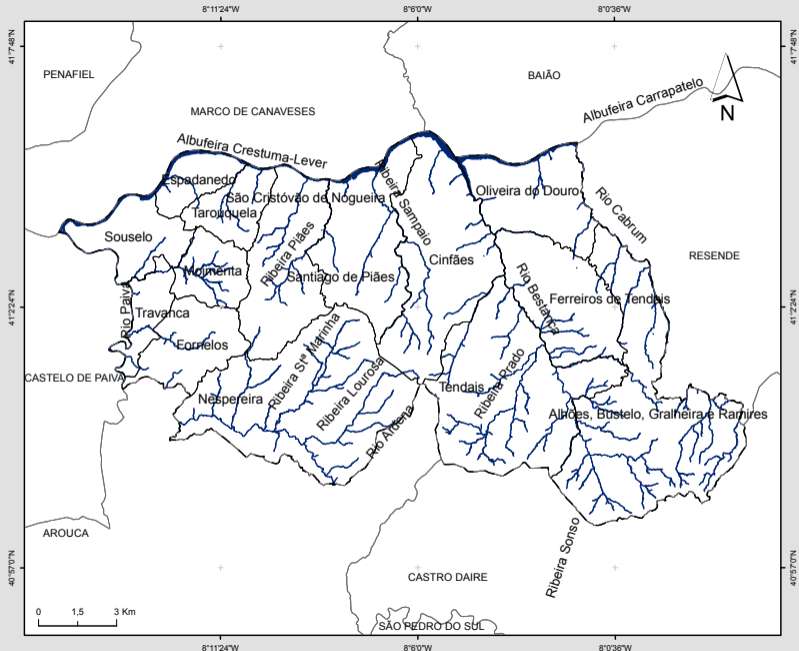 8°11'24"W
8°6'0"W
8°0'36"W
41°7'48"N
41°7'48"N
PENAFIEL
BAIÃO
MARCO DE CANAVESES
Albufeira Carrapatelo
N
Albufeira Crestuma-Lever
Espadanedo
Ribeira Sampaio
Oliveira do Douro
São Cristóvão de Nogueira
Tarouquela
Rio Cabrum
Souselo
Ribeira Piães
Cinfães
RESENDE
Moimenta
Santiago de Piães
Rio Bestança
Ferreiros de Tendais
Rio Paiva
Travanca
41°2'24"N
41°2'24"N
Fornelos
Ribeira Stª Marinha
CASTELO DE PAIVA
Ribeira Lourosa
Tendais
Ribeira Prado
Nespereira
Rio Ardena
Alhões, Bustelo, Gralheira e Ramires
AROUCA
Ribeira Sonso
40°57'0"N
40°57'0"N
CASTRO DAIRE
0 1,5 3 Km
SÃO PEDRO DO SUL
8°11'24"W
8°6'0"W
8°0'36"W